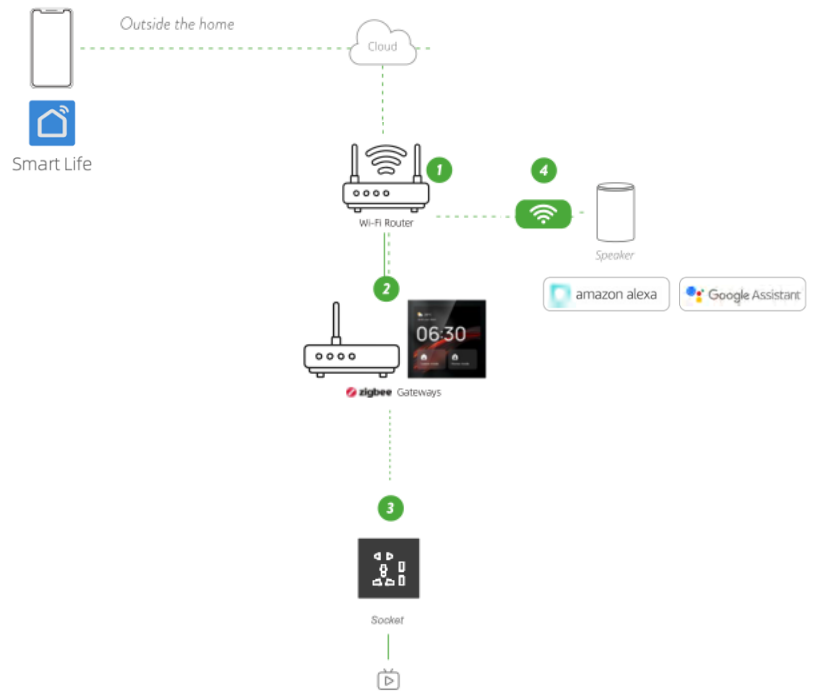 Outside the home
Cloud
Smart Life
1
4
Wi-Fi Router
Speaker
2
amazon alexa
Google Assistant
06:30
zigbee Gateways
3
Socket